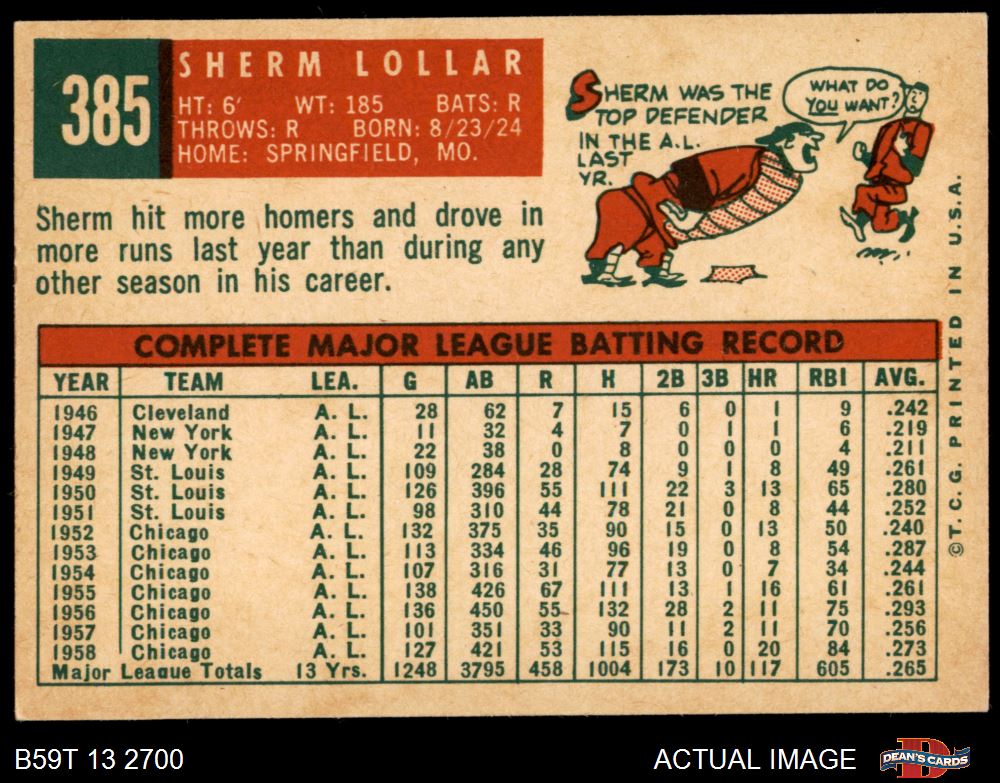 385
SHERM LOLLAR
HT: 6' WT: 185 BATS: R
THROWS: R BORN: 8/23/24
HOME: SPRINGFIELD, MO.
SHERM WAS THE
TOP DEFENDER
IN THE A.L.
LAST
YR.
WHAT DO
YOU WANT?
Sherm hit more homers and drove in
more runs last year than during any
other season in his career.
COMPLETE MAJOR LEAGUE BATTING RECORD
YEAR TEAM LEA. G AB R H 2B 3B HR RBI AVG.
1946 Cleveland A. L. 28 62 7 15 6 0 1 9 .242
1947 New York A. L. 11 32 4 7 0 1 1 6 .219
1948 New York A. L. 22 38 0 8 0 0 0 4 .211
1949 St. Louis A. L. 109 284 28 74 9 1 8 49 .261
1950 St. Louis A. L. 126 396 55 111 22 3 13 65 .280
1951 St. Louis A. L. 98 310 44 78 21 0 8 44 .252
1952 Chicago A. L. 132 375 35 90 15 0 13 50 .240
1953 Chicago A. L. 113 334 46 96 19 0 8 54 .287
1954 Chicago A. L. 107 316 31 77 13 0 7 34 .244
1955 Chicago A. L. 138 426 67 111 13 1 16 61 .261
1956 Chicago A. L. 136 450 55 132 28 2 11 75 .293
1957 Chicago A. L. 101 351 33 90 11 2 11 70 .256
1958 Chicago A. L. 127 421 53 115 16 0 20 84 .273
Major League Totals 13 Yrs. 1248 3795 458 1004 173 10 117 605 .265
©T.C.G. PRINTED IN U.S.A.
B59T 13 2700
ACTUAL IMAGE
D
DEAN'S CARDS